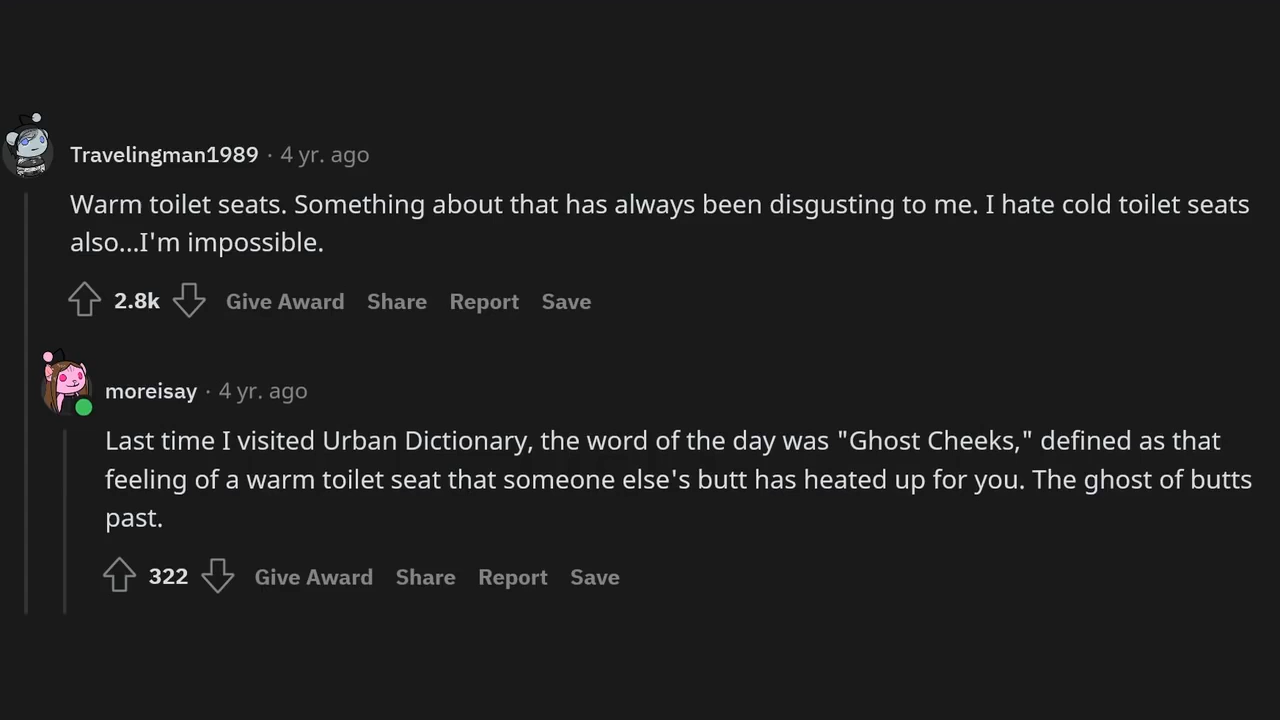 Travelingman1989 · 4 yr. ago
Warm toilet seats. Something about that has always been disgusting to me. I hate cold toilet seats
also...I'm impossible.
2.8k Give Award Share Report Save
moreisay · 4 yr. ago
Last time I visited Urban Dictionary, the word of the day was "Ghost Cheeks," defined as that
feeling of a warm toilet seat that someone else's butt has heated up for you. The ghost of butts
past.
322 Give Award Share Report Save